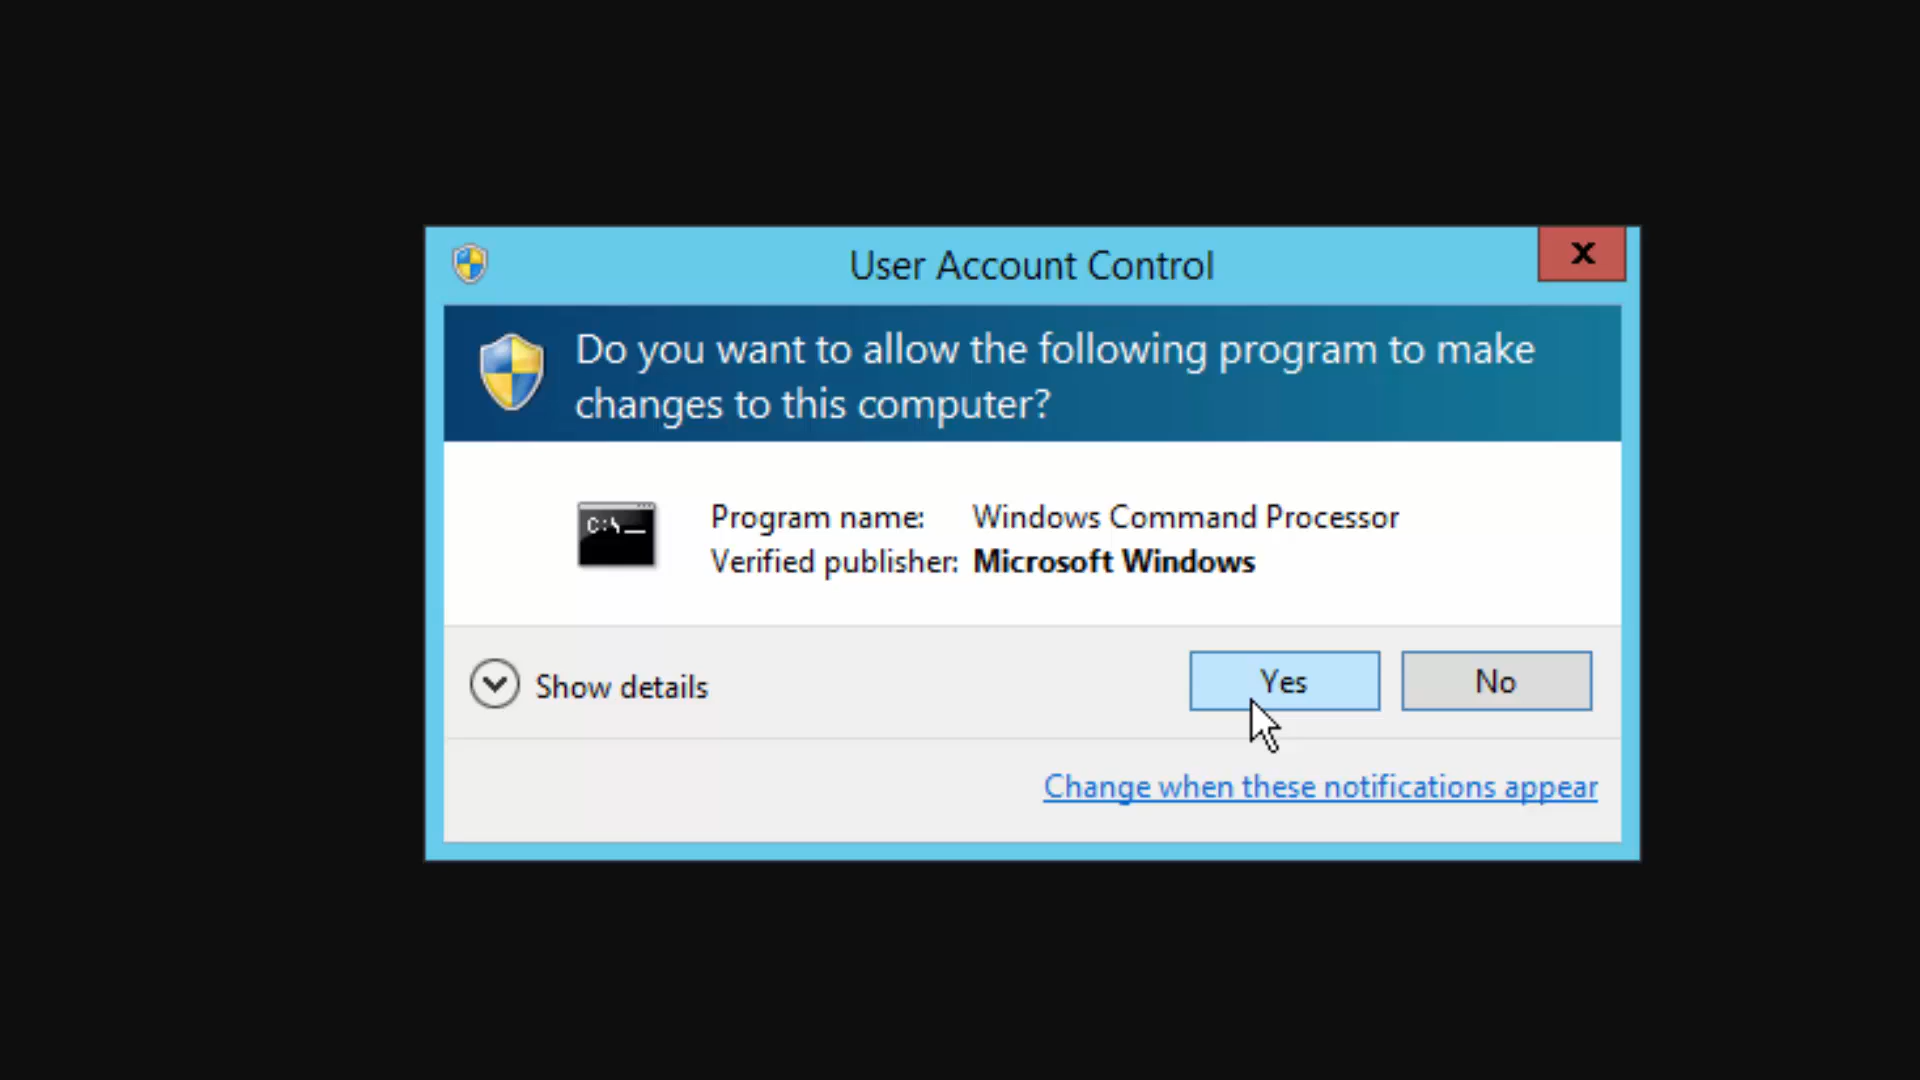 User Account Control
Do you want to allow the following program to make
changes to this computer?
C:\
Program name: Windows Command Processor
Verified publisher: Microsoft Windows
Show details
Yes
No
Change when these notifications appear